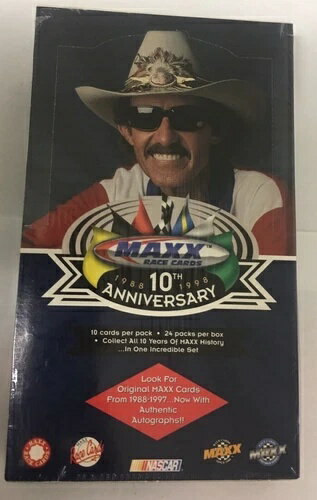 MAXX™
RACE CARDS
1988 1998
10TH
ANNIVERSARY
10 cards per pack • 24 packs per box
• Collect All 10 Years Of MAXX History
...In One Incredible Set
Look For
Original MAXX Cards
From 1988-1997...Now With
Authentic
Autographs!!
NASCAR
MAXX
MAXX